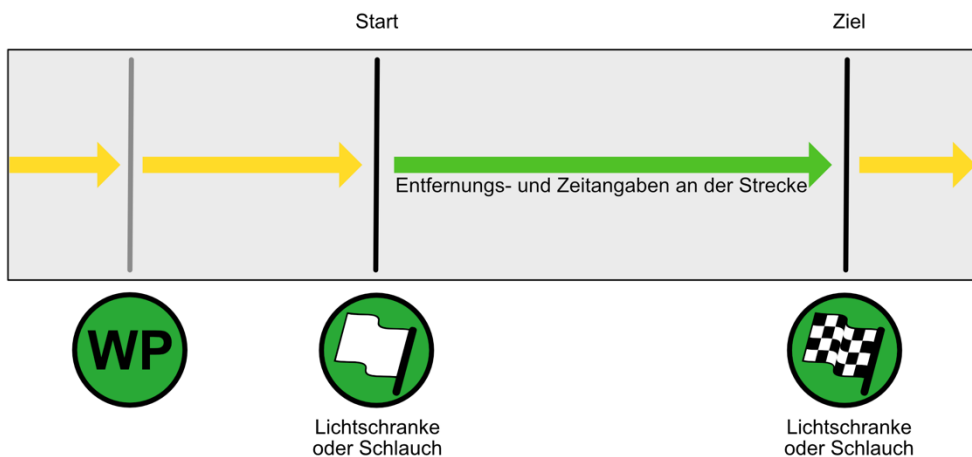 Start
Ziel
Entfernungs- und Zeitangaben an der Strecke
WP
Lichtschranke
oder Schlauch
Lichtschranke
oder Schlauch